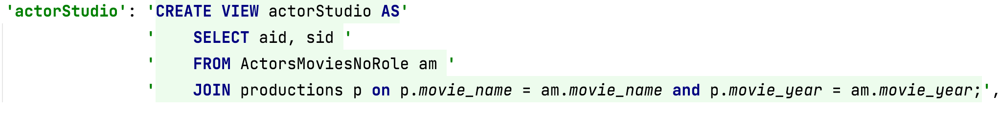 'actorStudio': 'CREATE VIEW actorStudio AS'
'    SELECT aid, sid '
'    FROM ActorsMoviesNoRole am '
'    JOIN productions p on p.movie_name = am.movie_name and p.movie_year = am.movie_year;',